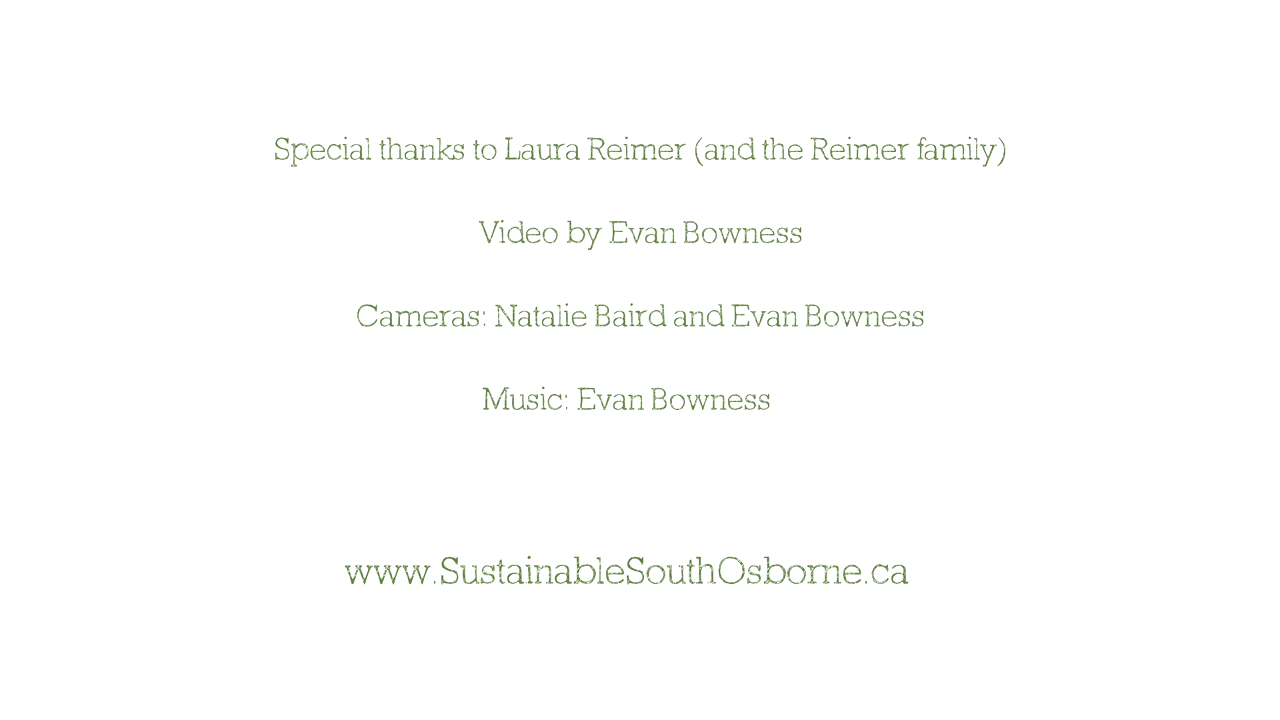 Special thanks to Laura Reimer (and the Reimer family)
Video by Evan Bowness
Cameras: Natalie Baird and Evan Bowness
Music: Evan Bowness
www.SustainableSouthOsborne.ca